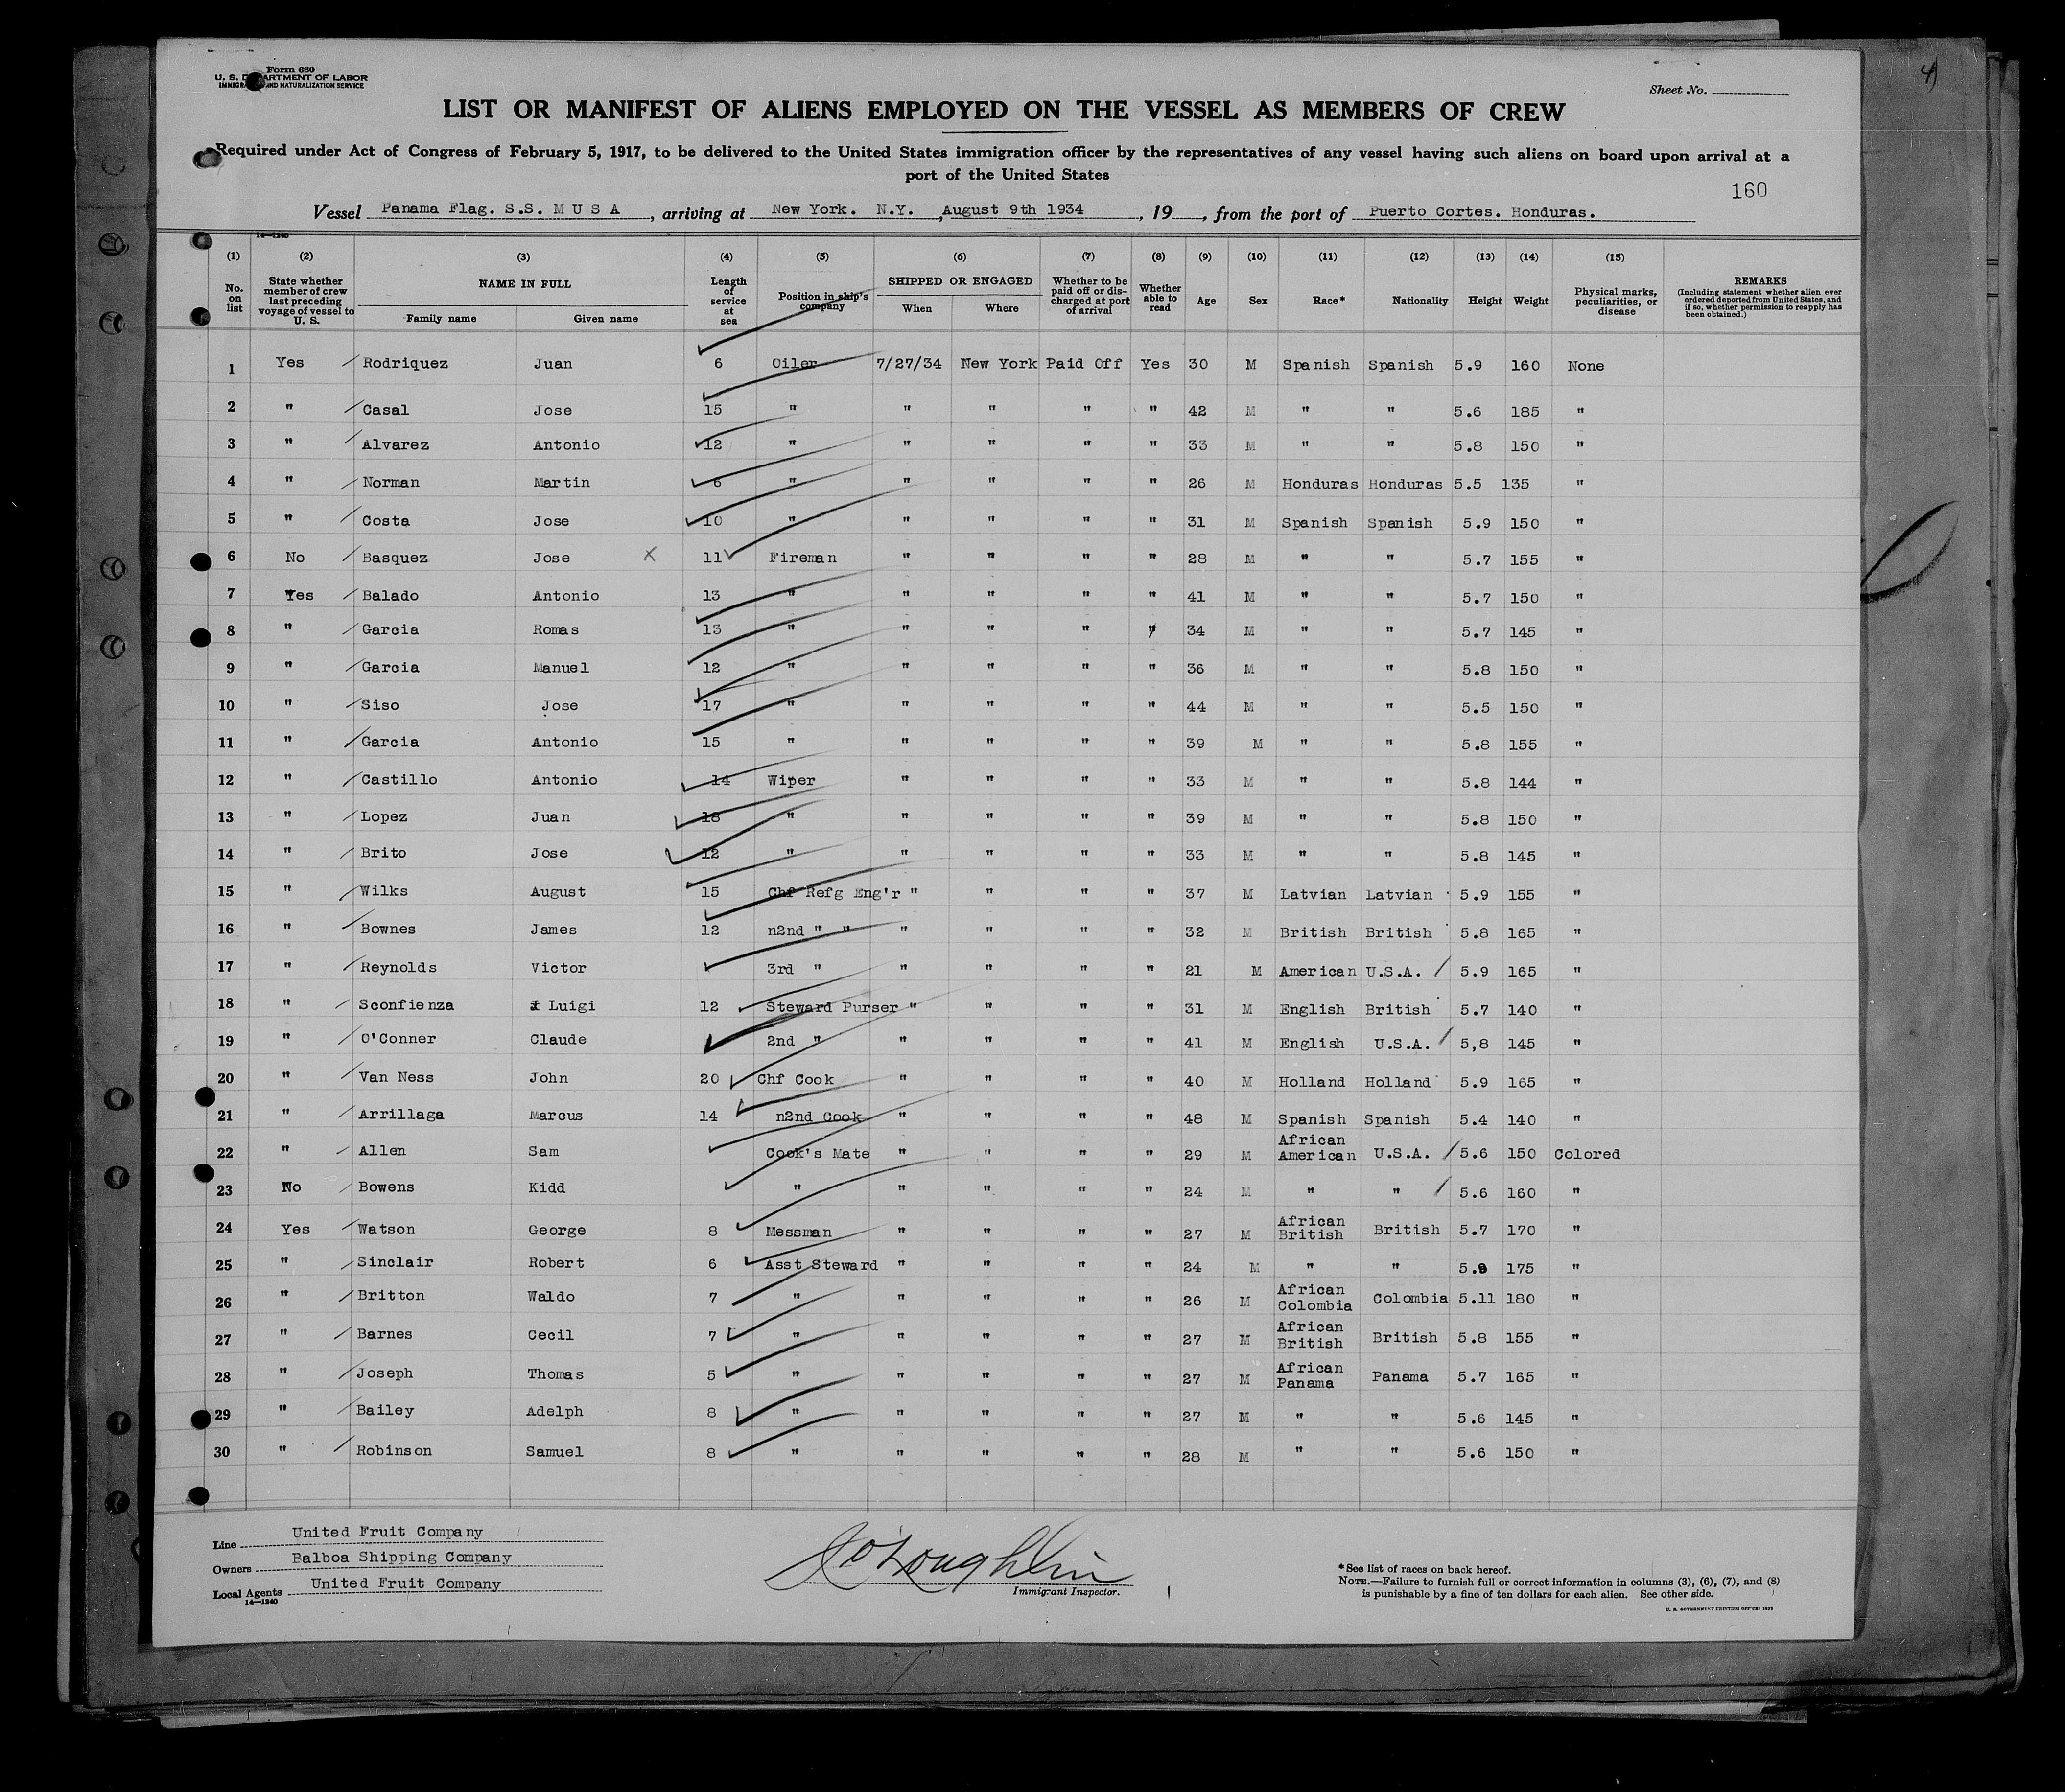 Form 680
U. S. DEPARTMENT OF LABOR
IMMIGRATION AND NATURALIZATION SERVICE
Sheet No.
4
LIST OR MANIFEST OF ALIENS EMPLOYED ON THE VESSEL AS MEMBERS OF CREW
Required under Act of Congress of February 5, 1917, to be delivered to the United States immigration officer by the representatives of any vessel having such aliens on board upon arrival at a
port of the United States
160
Vessel Panama Flag. S.S. M U S A , arriving at New York. N.Y. , August 9th 1934 , 19 , from the port of Puerto Cortes. Honduras.
14—1240
(1) (2) (3) (4) (5) (6) (7) (8) (9) (10) (11) (12) (13) (14) (15)
No. on list State whether member of crew last preceding voyage of vessel to U. S. NAME IN FULL Family name Given name Length of service at sea Position in ship's company SHIPPED OR ENGAGED When Where Whether to be paid off or discharged at port of arrival Whether able to read Age Sex Race* Nationality Height Weight Physical marks, peculiarities, or disease REMARKS (Including statement whether alien ever ordered deported from United States, and if so, whether permission to reapply has been obtained.)
1 Yes Rodriquez Juan 6 Oiler 7/27/34 New York Paid Off Yes 30 M Spanish Spanish 5.9 160 None
2 " Casal Jose 15 " " " " " 42 M " " 5.6 185 "
3 " Alvarez Antonio 12 " " " " " 33 M " " 5.8 150 "
4 " Norman Martin 6 " " " " " 26 M Honduras Honduras 5.5 135 "
5 " Costa Jose 10 " " " " " 31 M Spanish Spanish 5.9 150 "
6 No Basquez Jose X 11 Fireman " " " " 28 M " " 5.7 155 "
7 Yes Balado Antonio 13 " " " " " 41 M " " 5.7 150 "
8 " Garcia Romas 13 " " " " " 34 M " " 5.7 145 "
9 " Garcia Manuel 12 " " " " " 36 M " " 5.8 150 "
10 " Siso Jose 17 " " " " " 44 M " " 5.5 150 "
11 " Garcia Antonio 15 " " " " " 39 M " " 5.8 155 "
12 " Castillo Antonio 14 Wiper " " " " 33 M " " 5.8 144 "
13 " Lopez Juan 18 " " " " " 39 M " " 5.8 150 "
14 " Brito Jose 12 " " " " " 33 M " " 5.8 145 "
15 " Wilks August 15 Chf Refg Eng'r " " " " 37 M Latvian Latvian 5.9 155 "
16 " Bownes James 12 n2nd " " " " " " 32 M British British 5.8 165 "
17 " Reynolds Victor 3rd " " " " " 21 M American U.S.A. 5.9 165 "
18 " Sconfienza Luigi 12 Steward Purser " " " " 31 M English British 5.7 140 "
19 " O'Conner Claude 2nd " " " " " 41 M English U.S.A. 5,8 145 "
20 " Van Ness John 20 Chf Cook " " " " 40 M Holland Holland 5.9 165 "
21 " Arrillaga Marcus 14 n2nd Cook " " " " 48 M Spanish Spanish 5.4 140 "
22 " Allen Sam Cook's Mate " " " " 29 M African American U.S.A. 5.6 150 Colored
23 No Bowens Kidd " " " " " 24 M " " 5.6 160 "
24 Yes Watson George 8 Messman " " " " 27 M African British British 5.7 170 "
25 " Sinclair Robert 6 Asst Steward " " " " 24 M " " 5.9 175 "
26 " Britton Waldo 7 " " " " " 26 M African Colombia Colombia 5.11 180 "
27 " Barnes Cecil 7 " " " " " 27 M African British British 5.8 155 "
28 " Joseph Thomas 5 " " " " " 27 M African Panama Panama 5.7 165 "
29 " Bailey Adelph 8 " " " " " 27 M " " 5.6 145 "
30 " Robinson Samuel 8 " " " " " 28 M " " 5.6 150 "
Line United Fruit Company
Owners Balboa Shipping Company
Local Agents United Fruit Company
14—1240
O'Loughlin
Immigrant Inspector.
*See list of races on back hereof.
NOTE.—Failure to furnish full or correct information in columns (3), (6), (7), and (8)
is punishable by a fine of ten dollars for each alien. See other side.